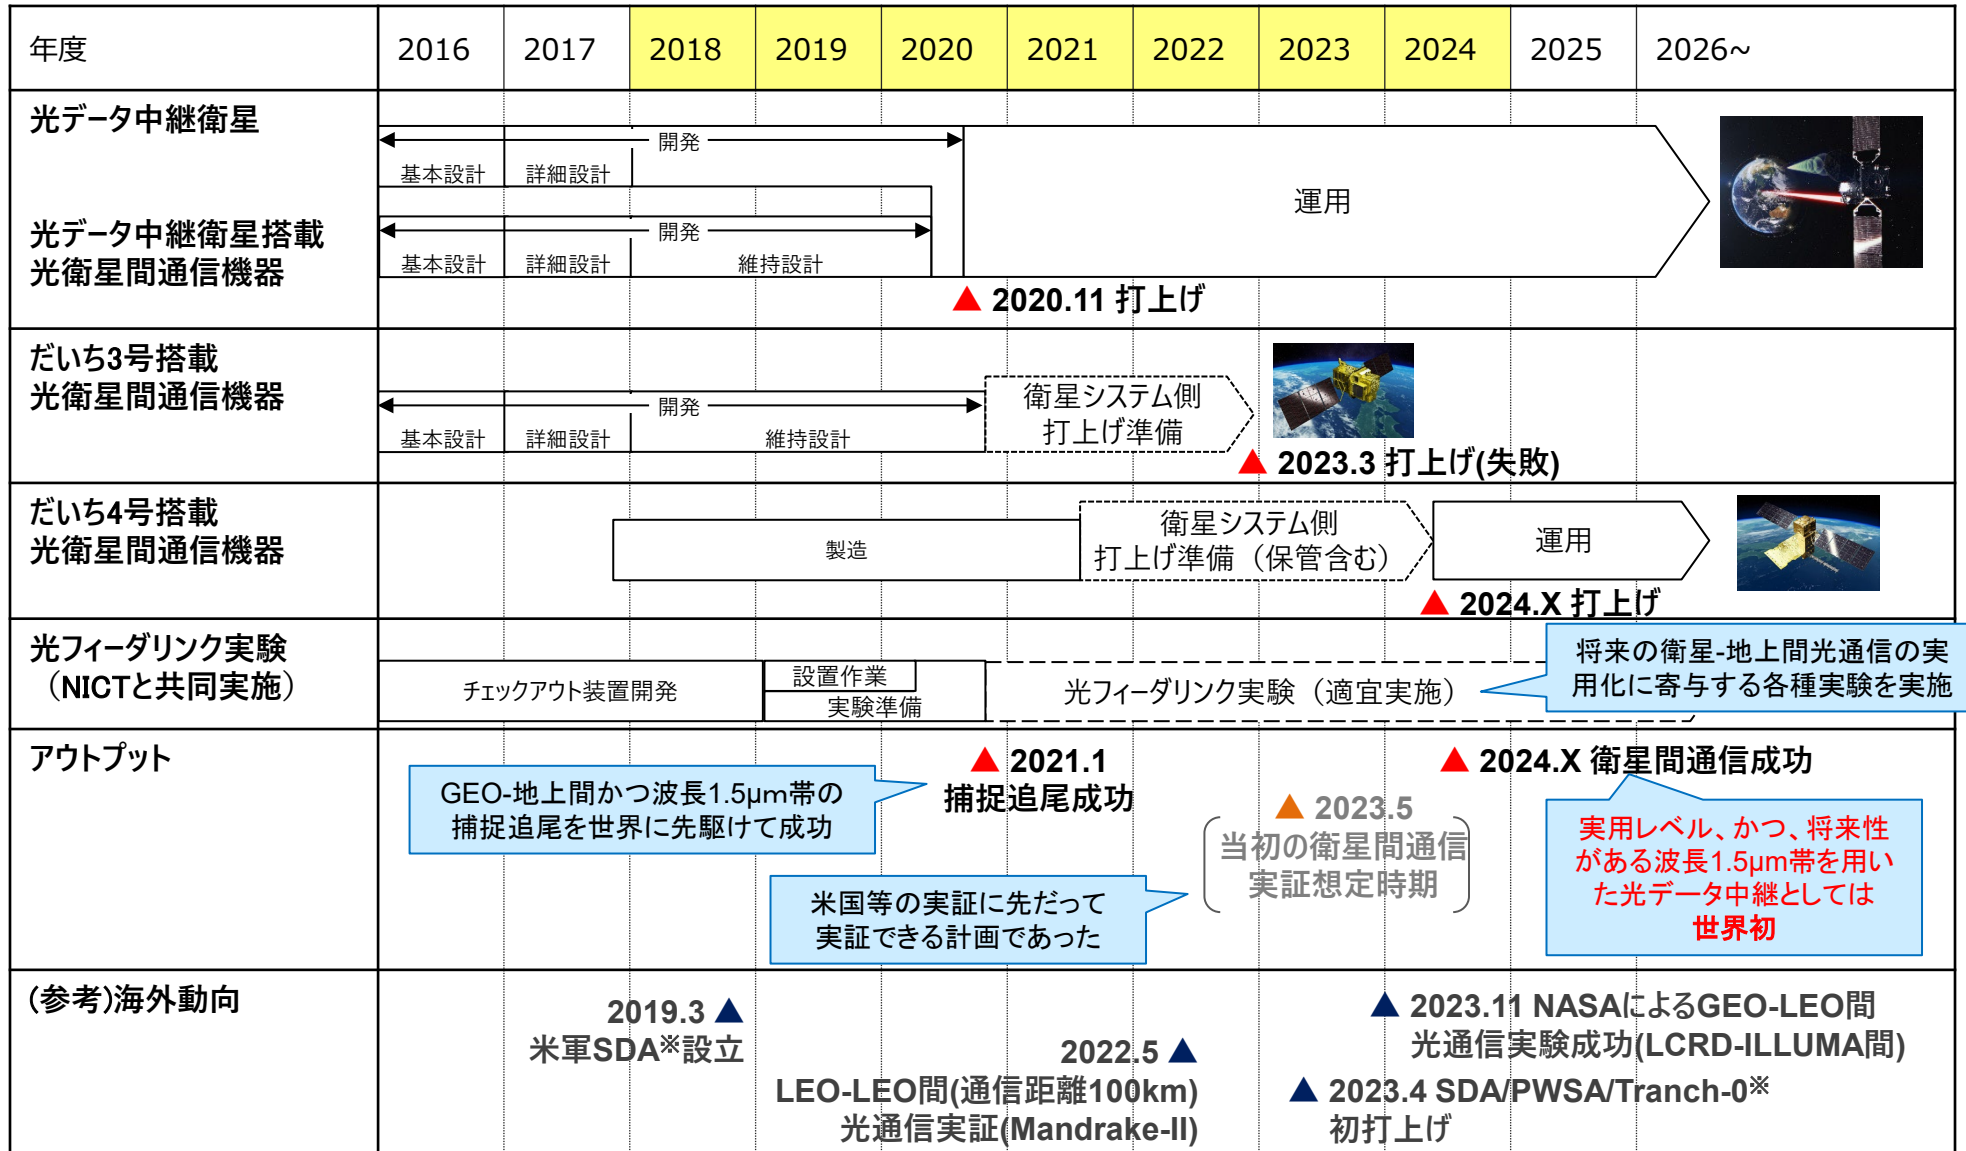 年度 2016 2017 2018 2019 2020 2021 2022 2023 2024 2025 2026~
光データ中継衛星
開発
基本設計 詳細設計
運用
光データ中継衛星搭載
光衛星間通信機器
開発
基本設計 詳細設計 維持設計
▲ 2020.11 打上げ
だいち3号搭載
光衛星間通信機器
開発
基本設計 詳細設計 維持設計
衛星システム側
打上げ準備
▲ 2023.3 打上げ(失敗)
だいち4号搭載
光衛星間通信機器
製造
衛星システム側
打上げ準備（保管含む）
運用
▲ 2024.X 打上げ
光フィーダリンク実験
（NICTと共同実施）
チェックアウト装置開発
設置作業
実験準備
光フィーダリンク実験（適宜実施）
将来の衛星-地上間光通信の実
用化に寄与する各種実験を実施
アウトプット
GEO-地上間かつ波長1.5μm帯の
捕捉追尾を世界に先駆けて成功
▲ 2021.1
捕捉追尾成功
米国等の実証に先だって
実証できる計画であった
▲ 2023.5
当初の衛星間通信
実証想定時期
▲ 2024.X 衛星間通信成功
実用レベル、かつ、将来性
がある波長1.5μm帯を用い
た光データ中継としては
世界初
(参考)海外動向
2019.3 ▲
米軍SDA※設立
2022.5 ▲
LEO-LEO間(通信距離100km)
光通信実証(Mandrake-II)
▲ 2023.11 NASAによるGEO-LEO間
光通信実験成功(LCRD-ILLUMA間)
▲ 2023.4 SDA/PWSA/Tranch-0※
初打上げ